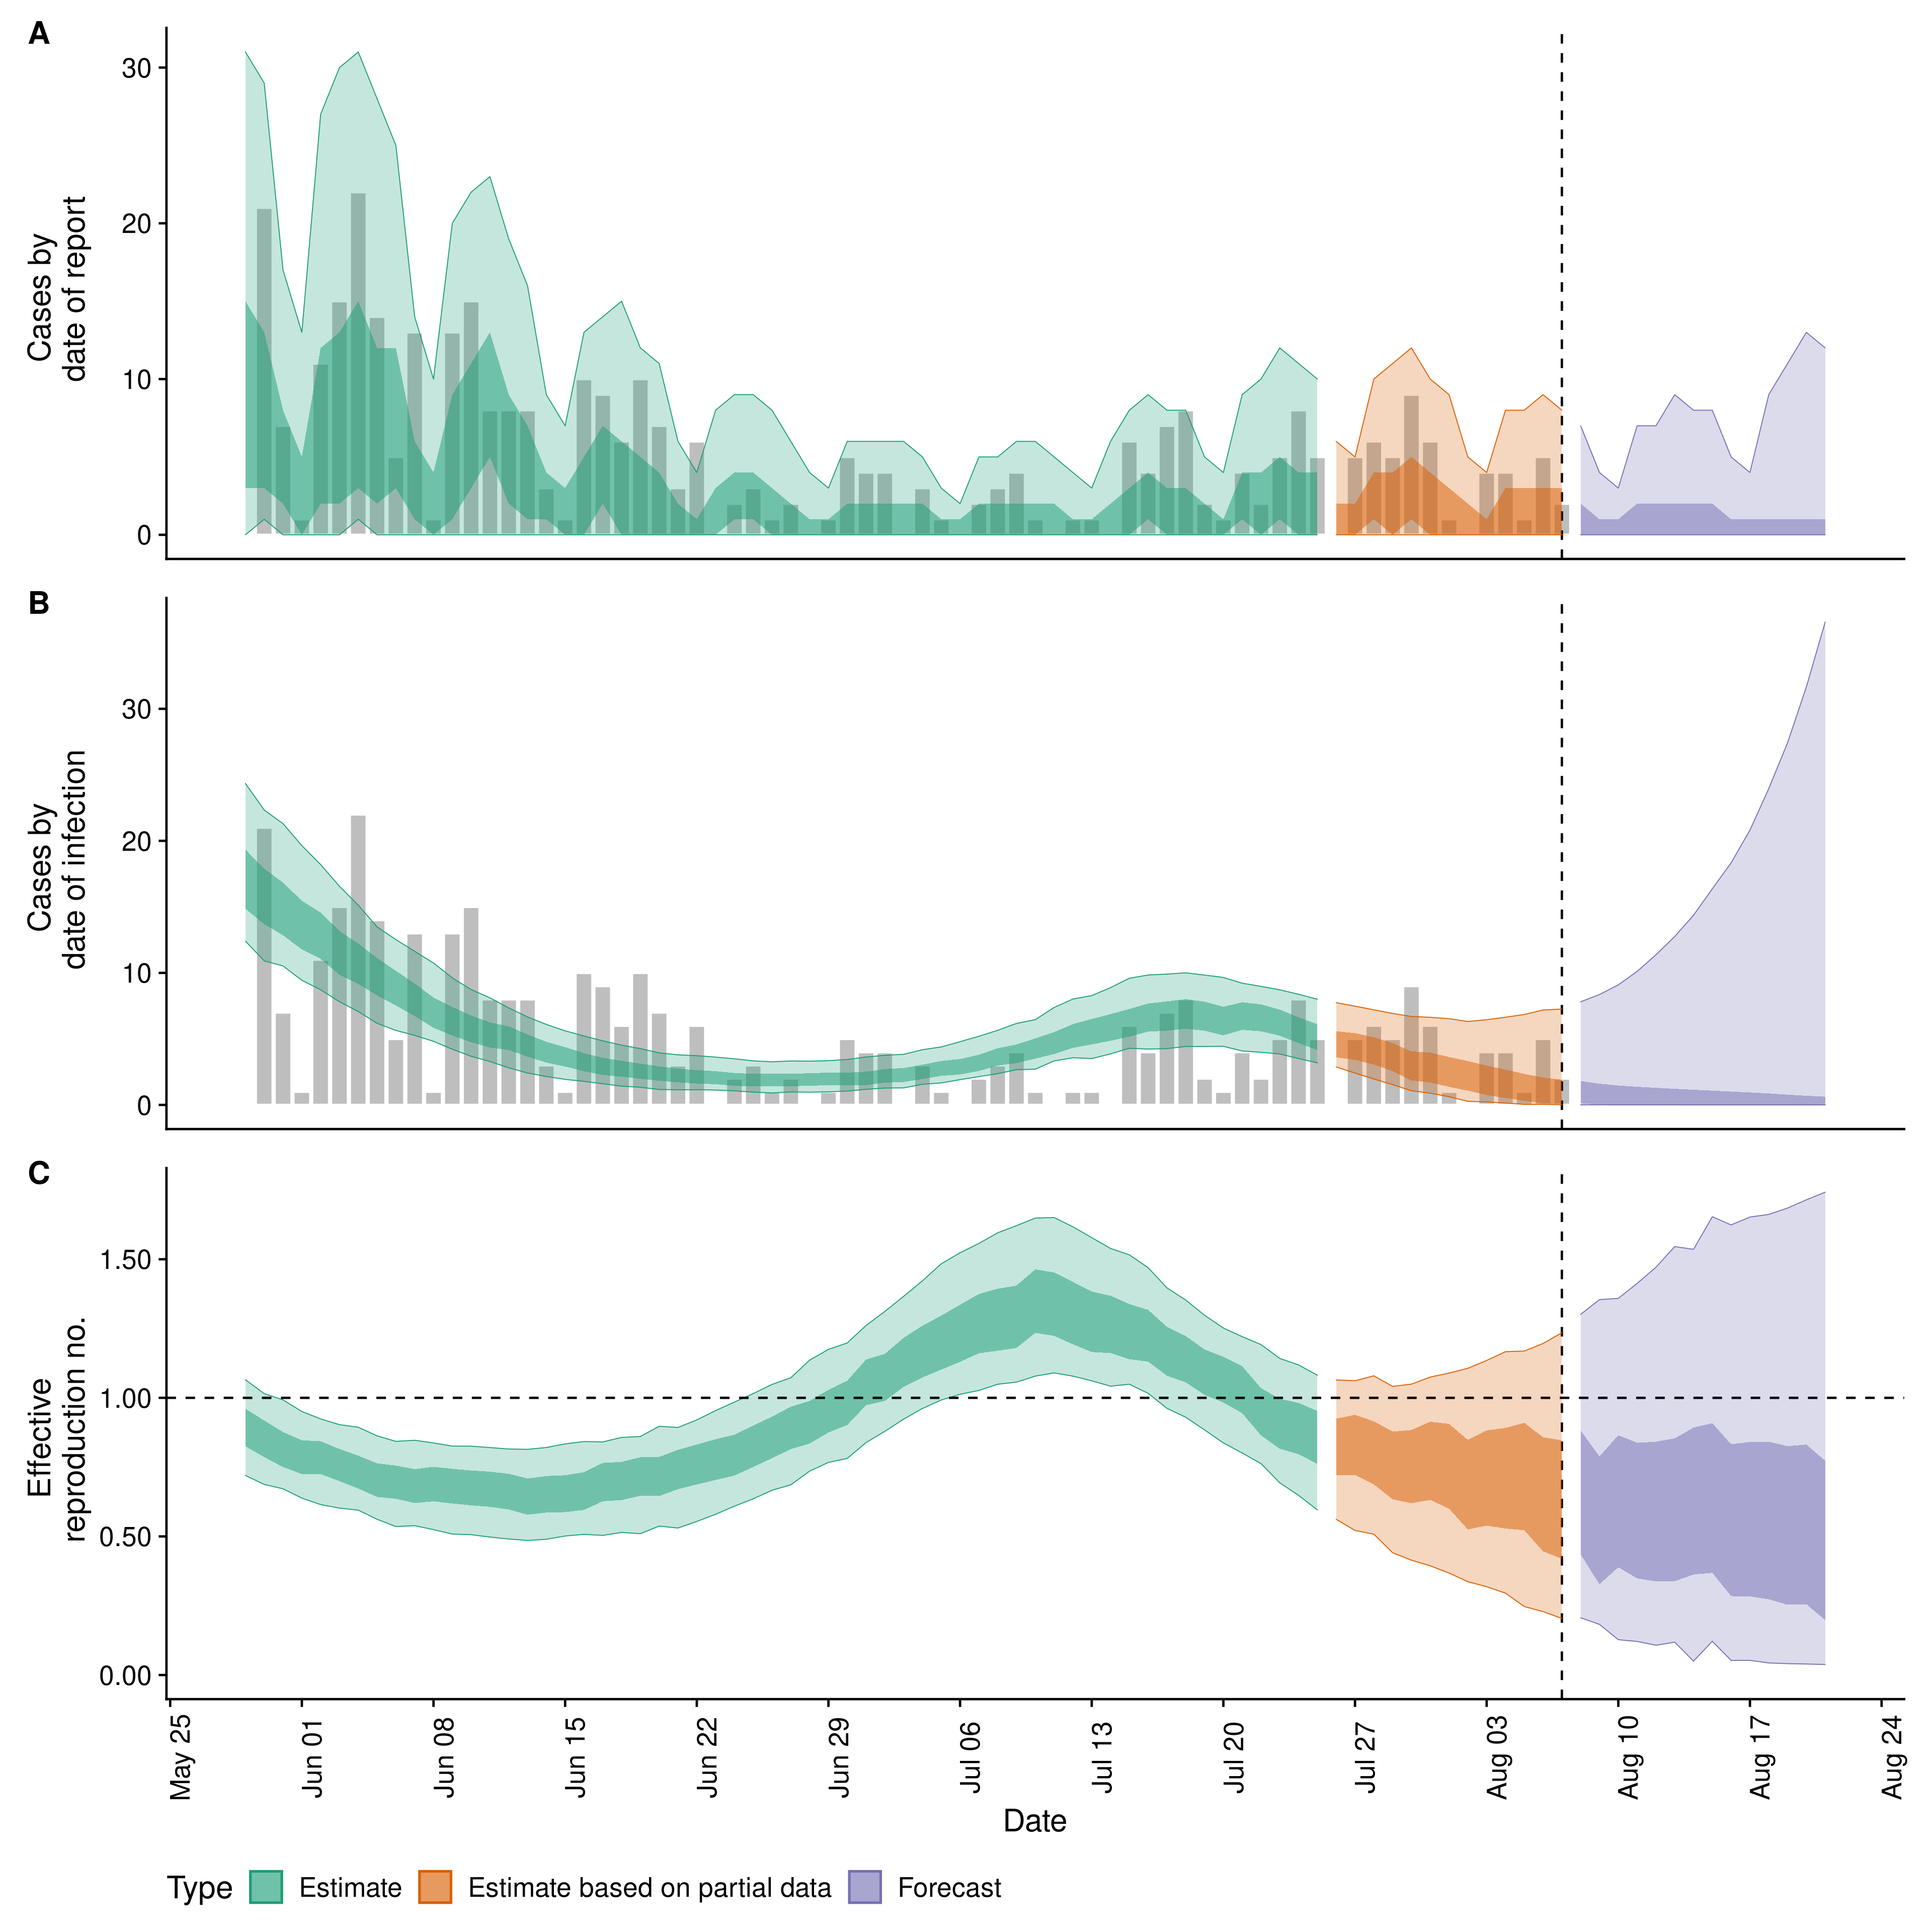 A
Cases by
date of report
30
20
10
0
B
Cases by
date of infection
30
20
10
0
C
Effective
reproduction no.
1.50
1.00
0.50
0.00
May 25
Jun 01
Jun 08
Jun 15
Jun 22
Jun 29
Jul 06
Jul 13
Jul 20
Jul 27
Aug 03
Aug 10
Aug 17
Aug 24
Date
Type Estimate Estimate based on partial data Forecast